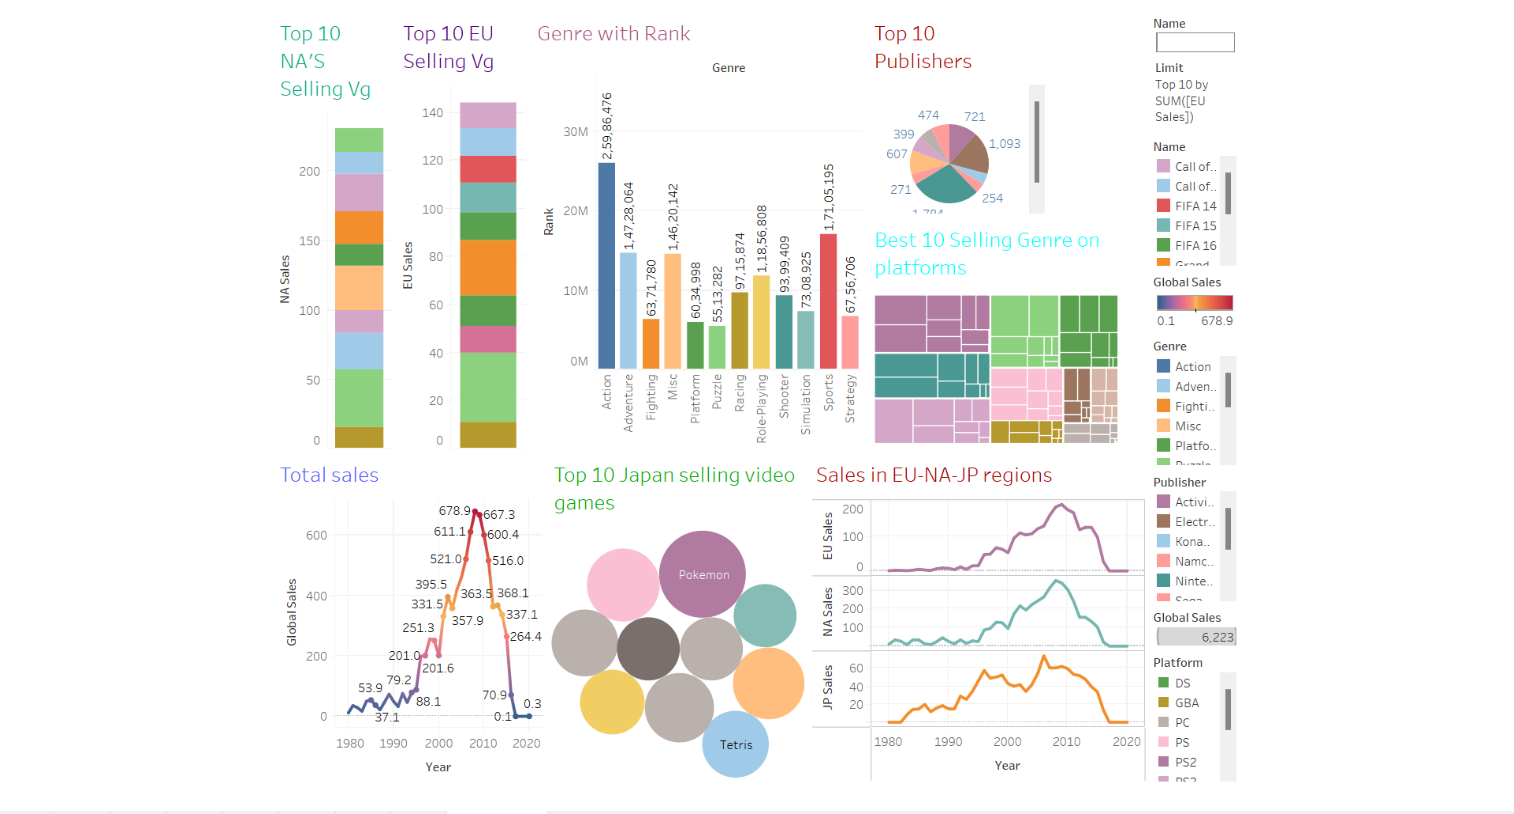 Top 10
NA'S
Selling Vg
NA Sales
200
150
100
50
0
Top 10 EU
Selling Vg
EU Sales
140
120
100
80
60
40
20
0
Genre with Rank
Genre
Rank
30M
20M
10M
0M
2,59,86,476
1,47,28,064
63,71,780
1,46,20,142
60,34,998
55,13,282
97,15,874
1,18,56,808
93,99,409
73,08,925
1,71,05,195
67,56,706
Action
Adventure
Fighting
Misc
Platform
Puzzle
Racing
Role-Playing
Shooter
Simulation
Sports
Strategy
Top 10
Publishers
474
721
399
1,093
607
271
254
Best 10 Selling Genre on
platforms
Total sales
Global Sales
600
400
200
0
678.9
667.3
611.1
600.4
521.0
516.0
395.5
363.5
368.1
331.5
357.9
337.1
251.3
264.4
201.0
201.6
79.2
53.9
88.1
70.9
37.1
0.1
0.3
1980
1990
2000
2010
2020
Year
Top 10 Japan selling video
games
Pokemon
Tetris
Sales in EU-NA-JP regions
EU Sales
200
100
0
NA Sales
300
200
100
JP Sales
60
40
20
1980
1990
2000
2010
2020
Year
Name
Limit
Top 10 by
SUM([EU
Sales])
Name
Call of..
Call of..
FIFA 14
FIFA 15
FIFA 16
Global Sales
0.1
678.9
Genre
Action
Adven..
Fighti..
Misc
Platfo..
Publisher
Activi..
Electr..
Kona..
Namc..
Ninte..
Global Sales
6,223
Platform
DS
GBA
PC
PS
PS2